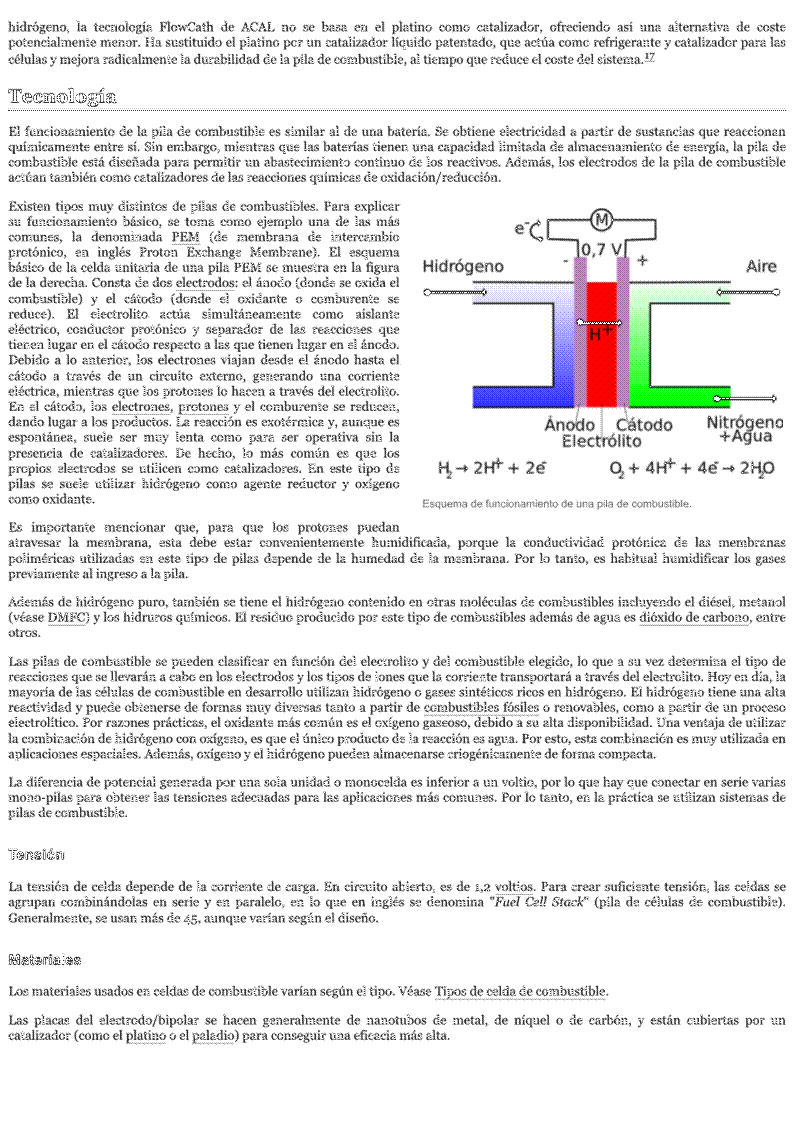 hidrógeno, la tecnología FlowCath de ACAL no se basa en el platino como catalizador, ofreciendo así una alternativa de coste
potencialmente menor. Ha sustituido el platino por un catalizador líquido patentado, que actúa como refrigerante y catalizador para las
células y mejora radicalmente la durabilidad de la pila de combustible, al tiempo que reduce el coste del sistema.17
Tecnología
El funcionamiento de la pila de combustible es similar al de una batería. Se obtiene electricidad a partir de sustancias que reaccionan
químicamente entre sí. Sin embargo, mientras que las baterías tienen una capacidad limitada de almacenamiento de energía, la pila de
combustible está diseñada para permitir un abastecimiento continuo de los reactivos. Además, los electrodos de la pila de combustible
actúan también como catalizadores de las reacciones químicas de oxidación/reducción.
Existen tipos muy distintos de pilas de combustibles. Para explicar
su funcionamiento básico, se toma como ejemplo una de las más
comunes, la denominada PEM (de membrana de intercambio
protónico, en inglés Proton Exchange Membrane). El esquema
básico de la celda unitaria de una pila PEM se muestra en la figura
de la derecha. Consta de dos electrodos: el ánodo (donde se oxida el
combustible) y el cátodo (donde el oxidante o comburente se
reduce). El electrolito actúa simultáneamente como aislante
eléctrico, conductor protónico y separador de las reacciones que
tienen lugar en el cátodo respecto a las que tienen lugar en el ánodo.
Debido a lo anterior, los electrones viajan desde el ánodo hasta el
cátodo a través de un circuito externo, generando una corriente
eléctrica, mientras que los protones lo hacen a través del electrolito.
En el cátodo, los electrones, protones y el comburente se reducen,
dando lugar a los productos. La reacción es exotérmica y, aunque es
espontánea, suele ser muy lenta como para ser operativa sin la
presencia de catalizadores. De hecho, lo más común es que los
propios electrodos se utilicen como catalizadores. En este tipo de
pilas se suele utilizar hidrógeno como agente reductor y oxígeno
como oxidante.
e-
M
0,7 V
- +
Hidrógeno
Aire
H+
Ánodo
Cátodo
Electrólito
Nitrógeno
+Agua
H2 → 2H+ + 2e-
O2 + 4H+ + 4e- → 2H2O
Esquema de funcionamiento de una pila de combustible.
Es importante mencionar que, para que los protones puedan
atravesar la membrana, esta debe estar convenientemente humidificada, porque la conductividad protónica de las membranas
poliméricas utilizadas en este tipo de pilas depende de la humedad de la membrana. Por lo tanto, es habitual humidificar los gases
previamente al ingreso a la pila.
Además de hidrógeno puro, también se tiene el hidrógeno contenido en otras moléculas de combustibles incluyendo el diésel, metanol
(véase DMFC) y los hidruros químicos. El residuo producido por este tipo de combustibles además de agua es dióxido de carbono, entre
otros.
Las pilas de combustible se pueden clasificar en función del electrolito y del combustible elegido, lo que a su vez determina el tipo de
reacciones que se llevarán a cabo en los electrodos y los tipos de iones que la corriente transportará a través del electrolito. Hoy en día, la
mayoría de las células de combustible en desarrollo utilizan hidrógeno o gases sintéticos ricos en hidrógeno. El hidrógeno tiene una alta
reactividad y puede obtenerse de formas muy diversas tanto a partir de combustibles fósiles o renovables, como a partir de un proceso
electrolítico. Por razones prácticas, el oxidante más común es el oxígeno gaseoso, debido a su alta disponibilidad. Una ventaja de utilizar
la combinación de hidrógeno con oxígeno, es que el único producto de la reacción es agua. Por esto, esta combinación es muy utilizada en
aplicaciones espaciales. Además, oxígeno y el hidrógeno pueden almacenarse criogénicamente de forma compacta.
La diferencia de potencial generada por una sola unidad o monocelda es inferior a un voltio, por lo que hay que conectar en serie varias
mono-pilas para obtener las tensiones adecuadas para las aplicaciones más comunes. Por lo tanto, en la práctica se utilizan sistemas de
pilas de combustible.
Tensión
La tensión de celda depende de la corriente de carga. En circuito abierto, es de 1,2 voltios. Para crear suficiente tensión, las celdas se
agrupan combinándolas en serie y en paralelo, en lo que en inglés se denomina "Fuel Cell Stack" (pila de células de combustible).
Generalmente, se usan más de 45, aunque varían según el diseño.
Materiales
Los materiales usados en celdas de combustible varían según el tipo. Véase Tipos de celda de combustible.
Las placas del electrodo/bipolar se hacen generalmente de nanotubos de metal, de níquel o de carbón, y están cubiertas por un
catalizador (como el platino o el paladio) para conseguir una eficacia más alta.